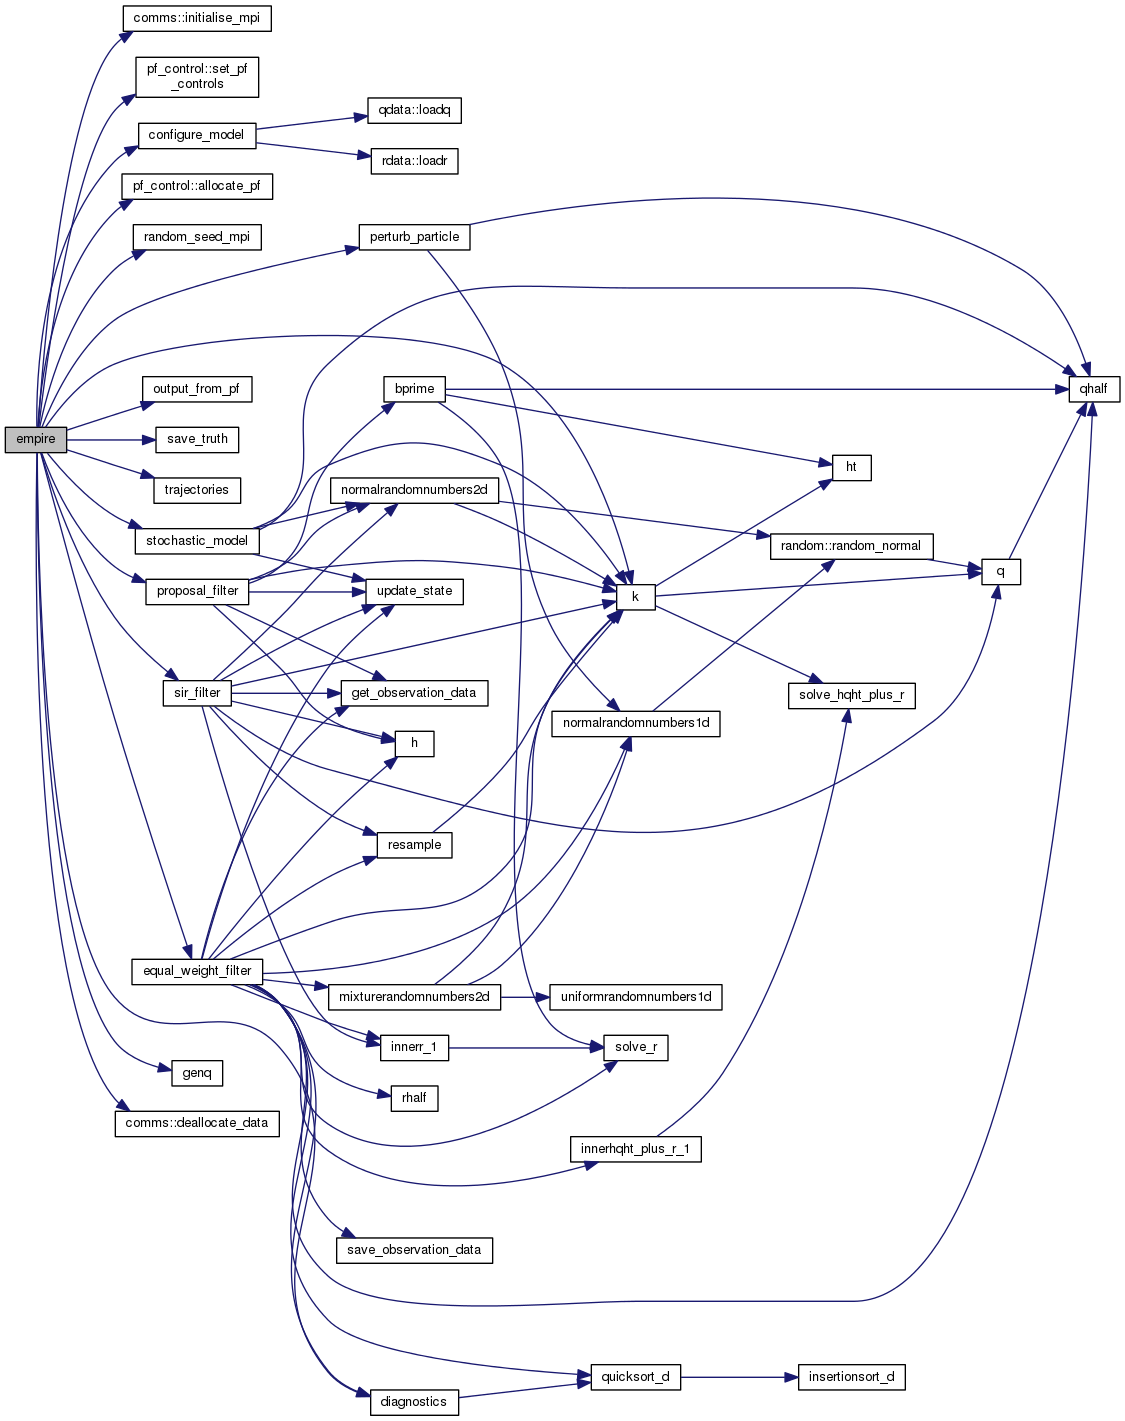 comms::initialise_mpi
pf_control::set_pf
_controls
qdata::loadq
configure_model
rdata::loadr
pf_control::allocate_pf
random_seed_mpi
perturb_particle
output_from_pf
bprime
qhalf
empire
save_truth
ht
trajectories
normalrandomnumbers2d
stochastic_model
random::random_normal
q
proposal_filter
update_state
k
sir_filter
get_observation_data
solve_hqht_plus_r
normalrandomnumbers1d
h
resample
equal_weight_filter
mixturerandomnumbers2d
uniformrandomnumbers1d
innerr_1
solve_r
genq
rhalf
comms::deallocate_data
innerhqht_plus_r_1
save_observation_data
quicksort_d
insertionsort_d
diagnostics